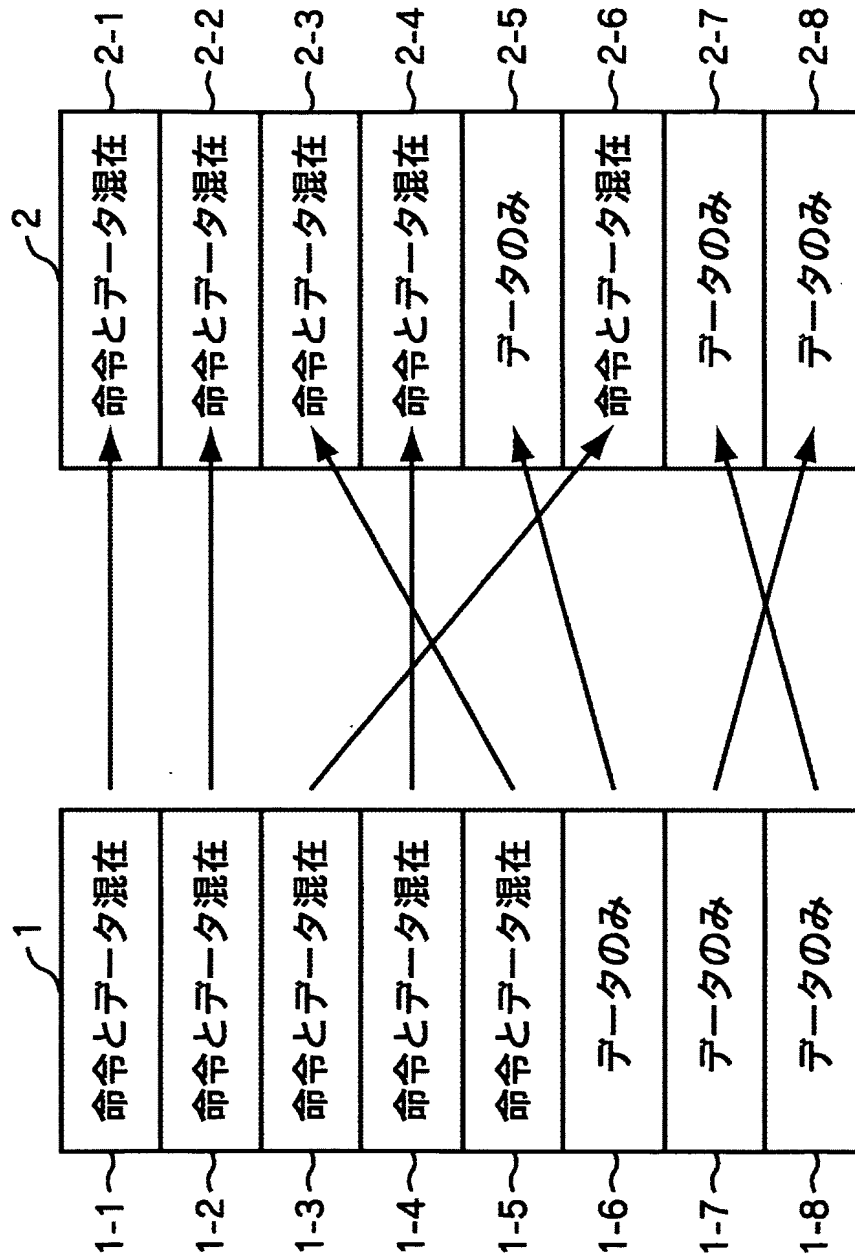 1
1-1 命令とデータ混在
1-2 命令とデータ混在
1-3 命令とデータ混在
1-4 命令とデータ混在
1-5 命令とデータ混在
1-6 データのみ
1-7 データのみ
1-8 データのみ
2
命令とデータ混在 2-1
命令とデータ混在 2-2
命令とデータ混在 2-3
命令とデータ混在 2-4
データのみ 2-5
命令とデータ混在 2-6
データのみ 2-7
データのみ 2-8